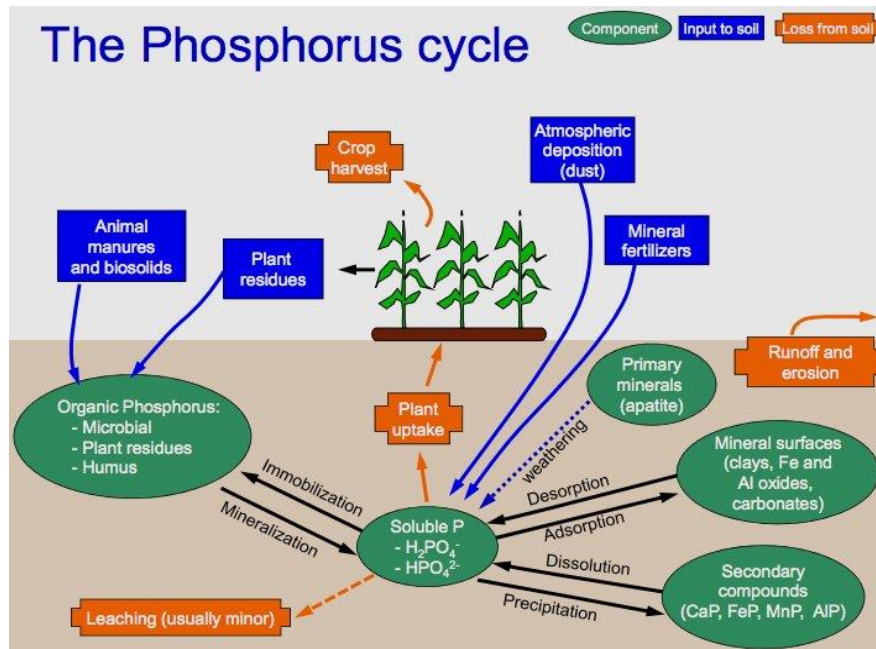 The Phosphorus cycle
Component
Input to soil
Loss from soil
Crop
harvest
Atmospheric
deposition
(dust)
Animal
manures
and biosolids
Plant
residues
Mineral
fertilizers
Runoff and
erosion
Primary
minerals
(apatite)
Plant
uptake
Organic Phosphorus:
- Microbial
- Plant residues
- Humus
weathering
Mineral surfaces
(clays, Fe and
Al oxides,
carbonates)
Immobilization
Mineralization
Desorption
Adsorption
Soluble P
- H₂PO₄⁻
- HPO₄²⁻
Dissolution
Precipitation
Secondary
compounds
(CaP, FeP, MnP, AlP)
Leaching (usually minor)